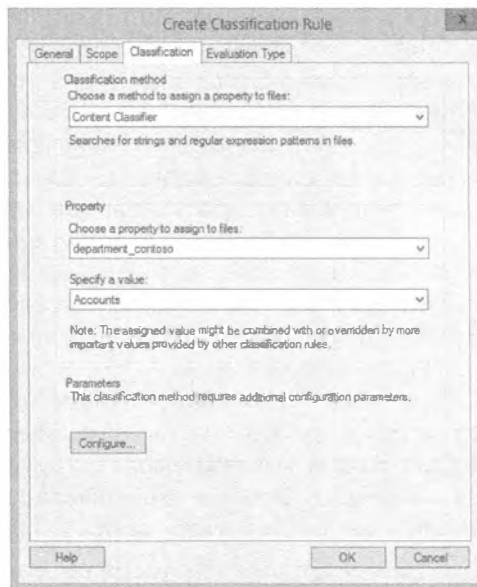 Create Classification Rule
x
General Scope Classification Evaluation Type
Classification method
Choose a method to assign a property to files:
Content Classifier
Searches for strings and regular expression patterns in files.
Property
Choose a property to assign to files:
department_contoso
Specify a value:
Accounts
Note: The assigned value might be combined with or overridden by more
important values provided by other classification rules.
Parameters
This classification method requires additional configuration parameters.
Configure...
Help OK Cancel